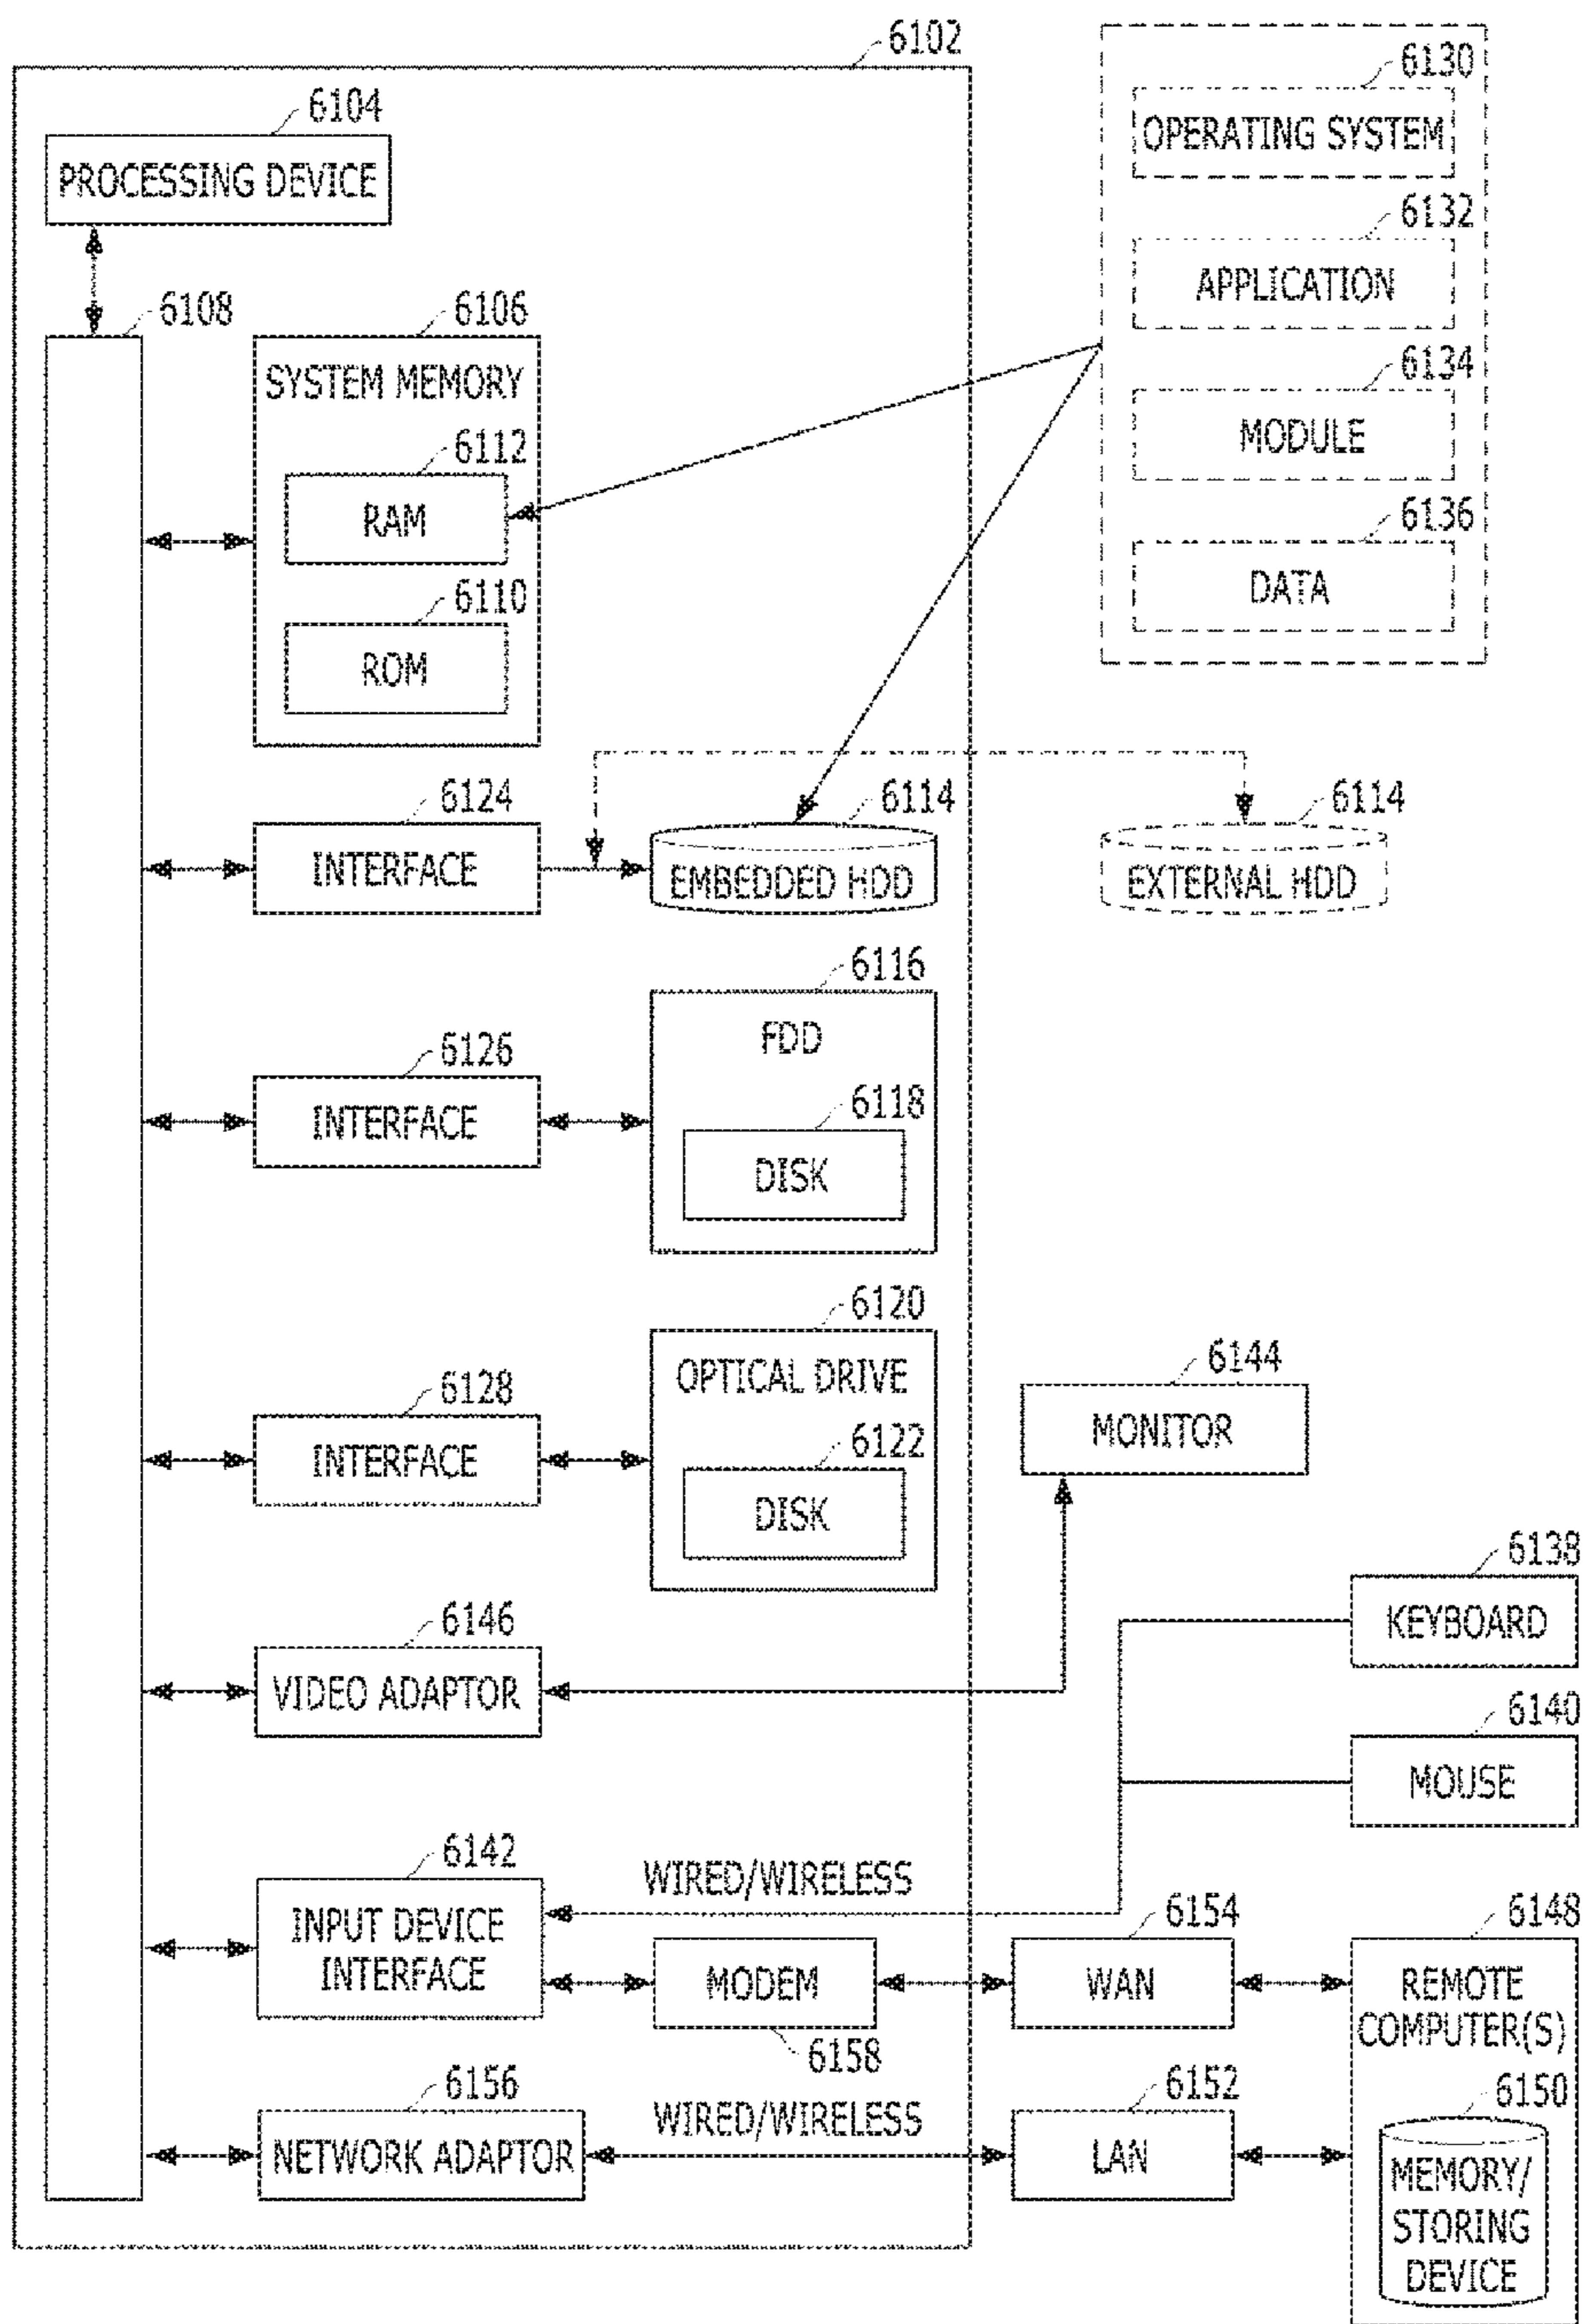 6102
6104
PROCESSING DEVICE
6108
6106
SYSTEM MEMORY
6112
RAM
6110
ROM
6130
OPERATING SYSTEM
6132
APPLICATION
6134
MODULE
6136
DATA
6124
INTERFACE
6114
EMBEDDED HDD
6114
EXTERNAL HDD
6116
FDD
6126
INTERFACE
6118
DISK
6120
OPTICAL DRIVE
6128
INTERFACE
6122
DISK
6144
MONITOR
6138
KEYBOARD
6146
VIDEO ADAPTOR
6140
MOUSE
6142
INPUT DEVICE
INTERFACE
WIRED/WIRELESS
MODEM
6158
6154
WAN
6148
REMOTE
COMPUTER(S)
6156
NETWORK ADAPTOR
WIRED/WIRELESS
6152
LAN
6150
MEMORY/
STORING
DEVICE